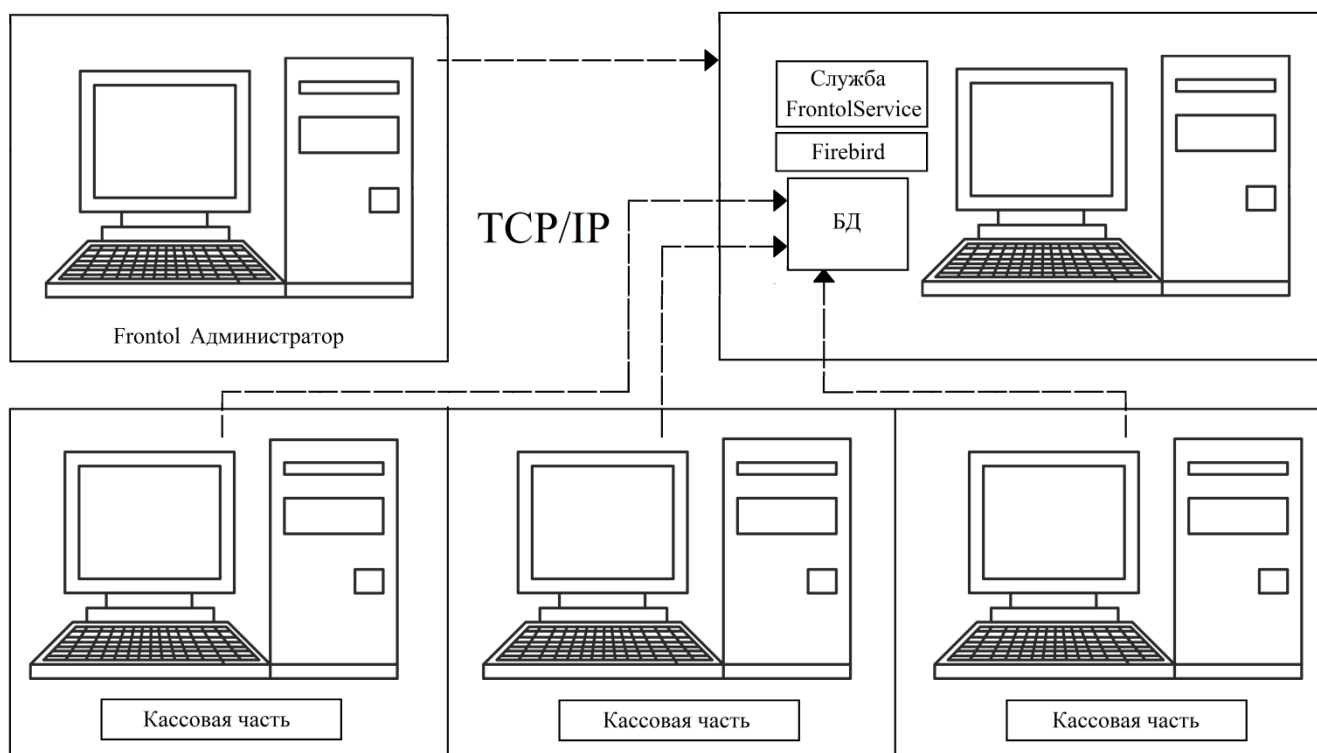 Служба
FrontolService
Firebird
TCP/IP
БД
Frontol Администратор
Кассовая часть
Кассовая часть
Кассовая часть